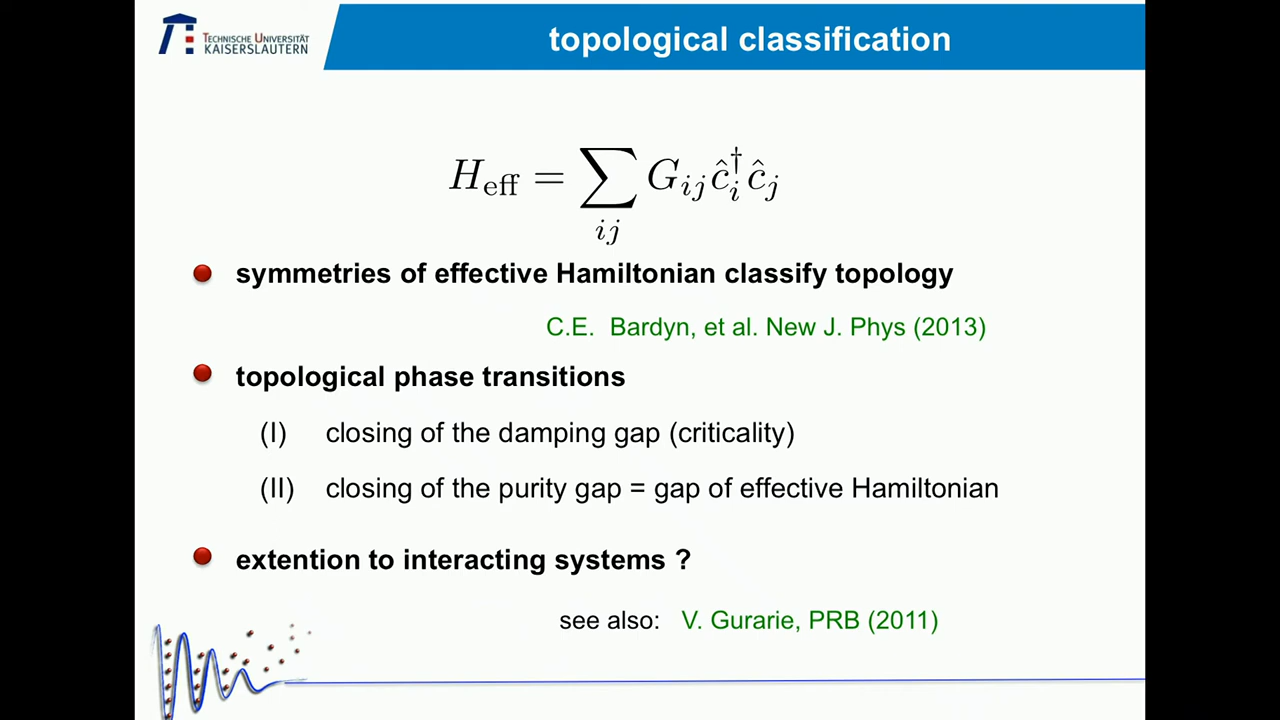 TECHNISCHE UNIVERSITÄT
KAISERSLAUTERN
topological classification
H_eff = ∑_ij G_ij ĉ_i^† ĉ_j
symmetries of effective Hamiltonian classify topology
C.E. Bardyn, et al. New J. Phys (2013)
topological phase transitions
(I) closing of the damping gap (criticality)
(II) closing of the purity gap = gap of effective Hamiltonian
extention to interacting systems ?
see also: V. Gurarie, PRB (2011)